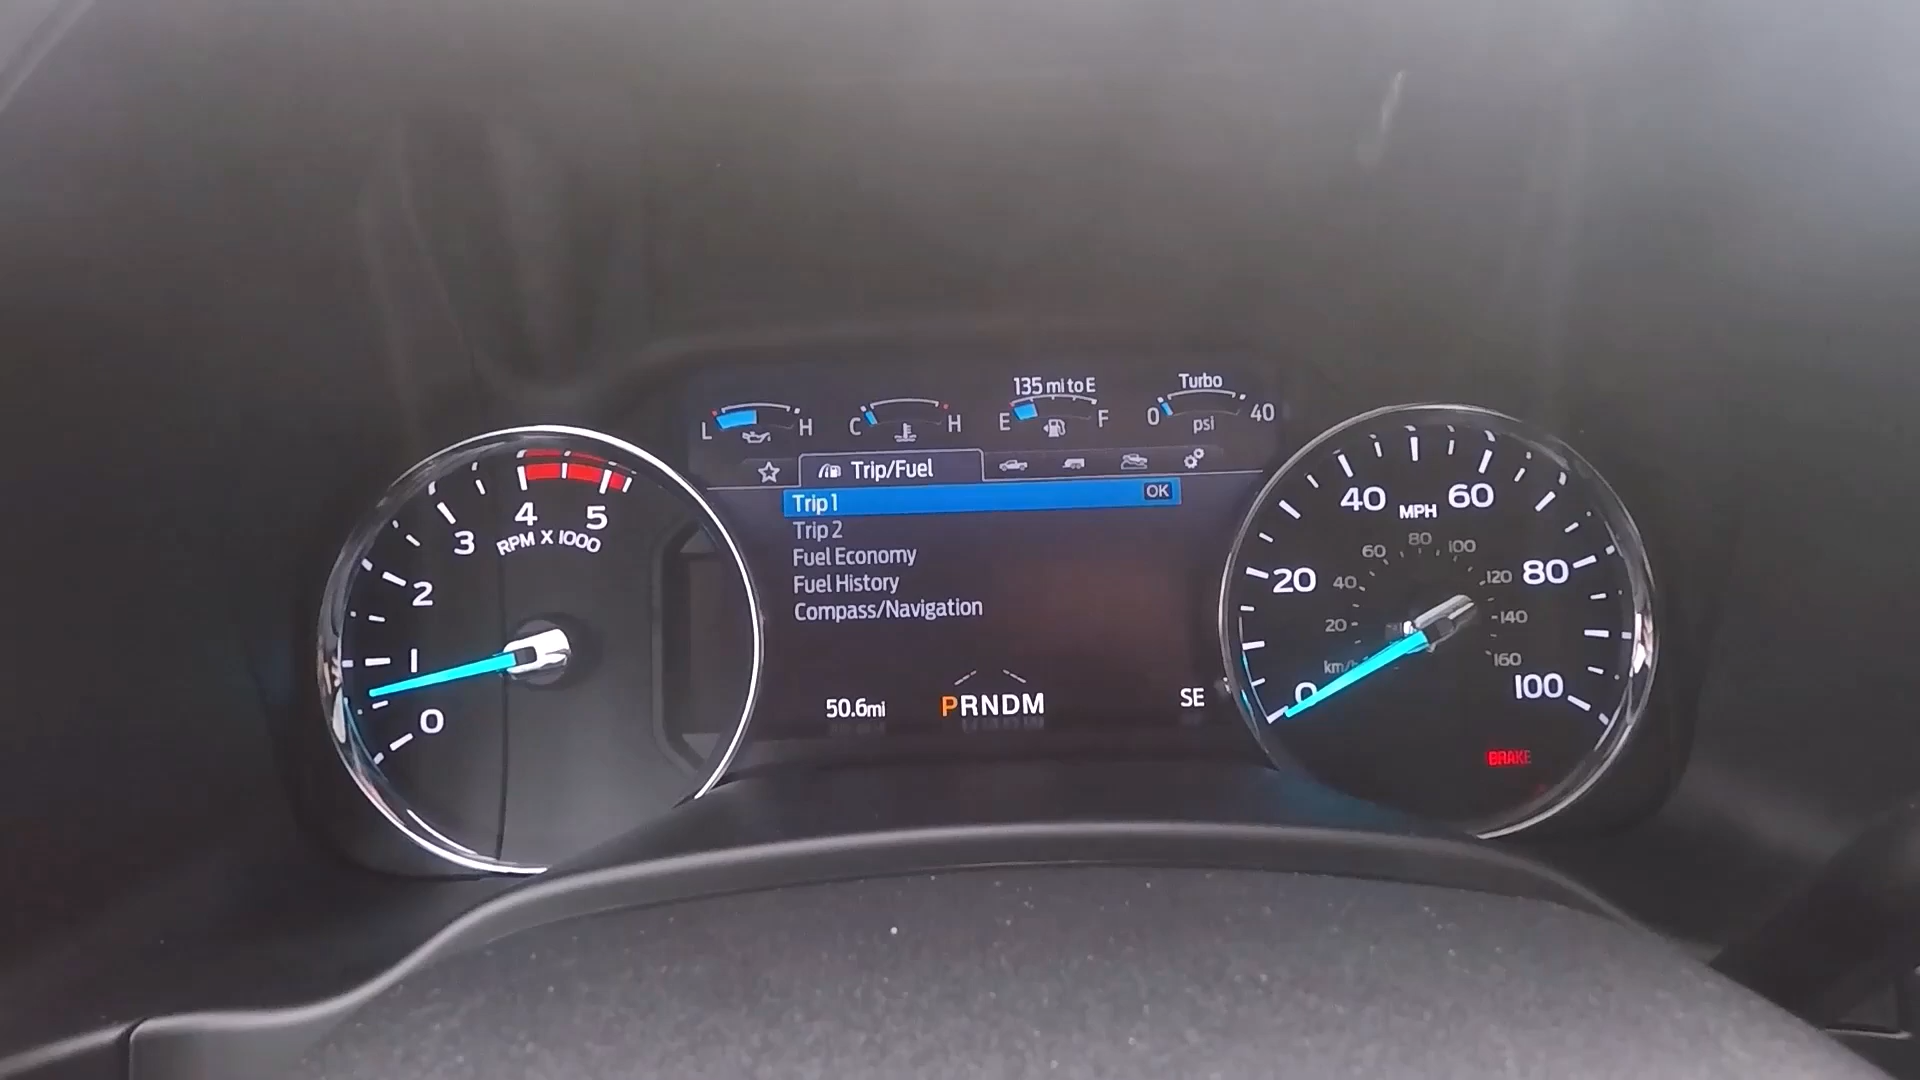 135 mi to E
Turbo
L H
C H
E F
0 40
psi
Trip/Fuel
Trip 1 OK
Trip 2
Fuel Economy
Fuel History
Compass/Navigation
50.6mi
PRNDM
SE
0
1
2
3
4
5
RPM X 1000
0
20
40
60
80
100
MPH
km/h
20
40
60
80
100
120
140
160
BRAKE